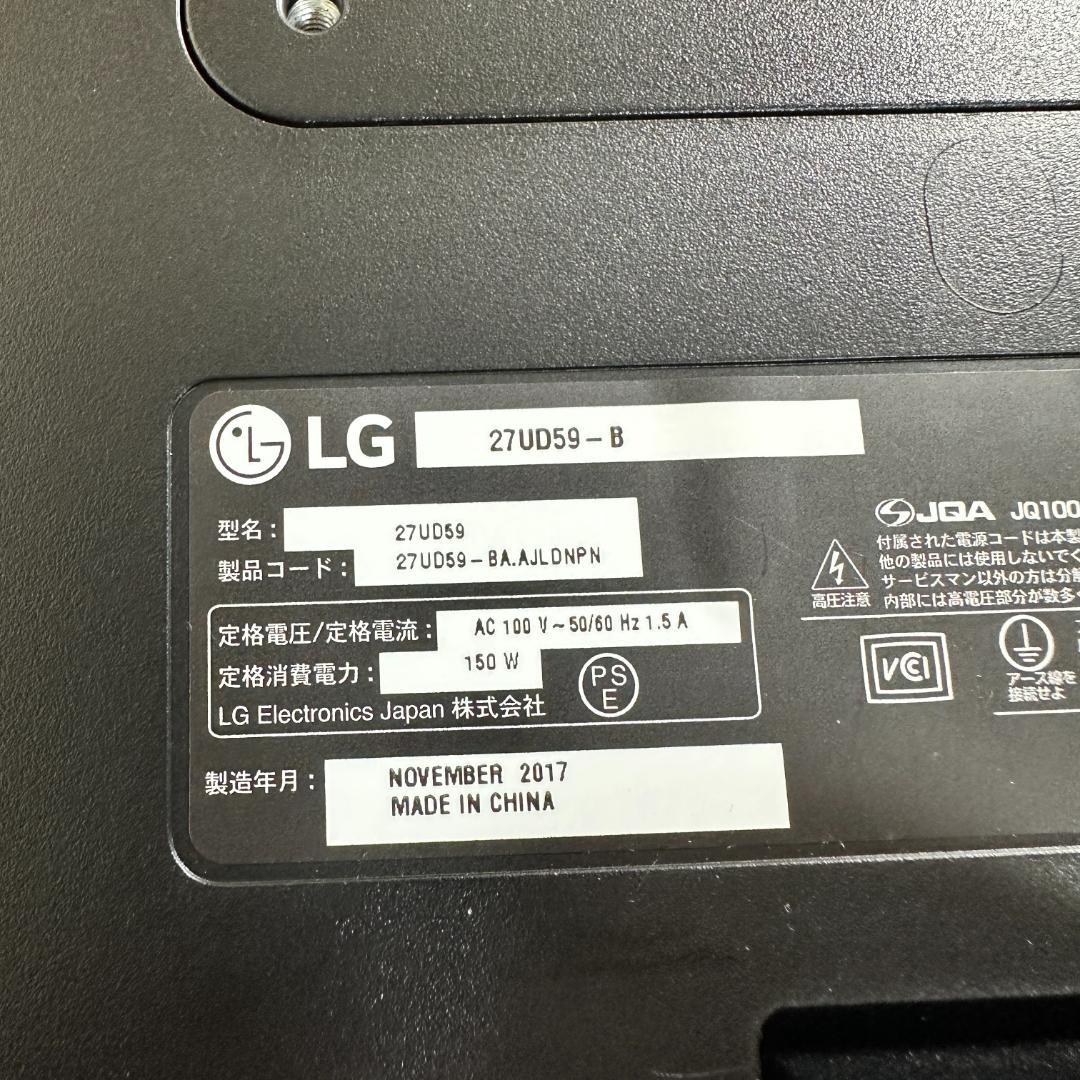 LG 27UD59-B
型名： 27UD59
製品コード： 27UD59-BA.AJLDNPN
定格電圧/定格電流： AC 100 V~50/60 Hz 1.5 A
定格消費電力： 150 W
PS
E
LG Electronics Japan 株式会社
製造年月： NOVEMBER 2017
MADE IN CHINA
JQA JQ100
付属された電源コードは本製
他の製品には使用しないでく
サービスマン以外の方は分解
内部には高電圧部分が数多く
高圧注意
VCCI
アース線を
接続せよ